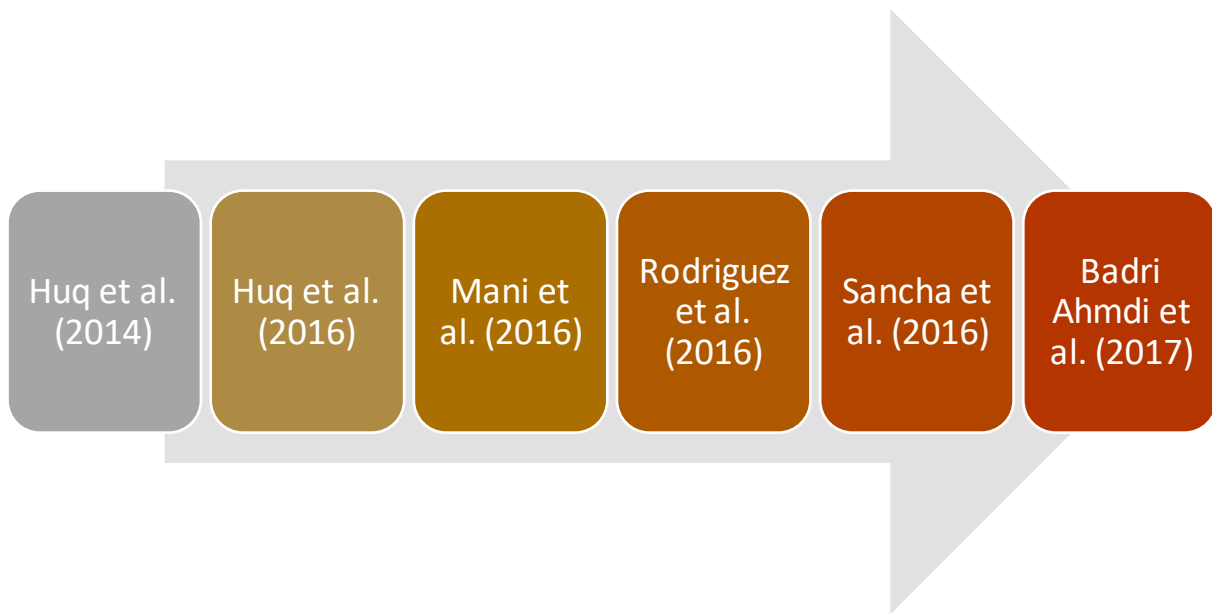 Huq et al.
(2014)
Huq et al.
(2016)
Mani et
al. (2016)
Rodriguez
et al.
(2016)
Sancha et
al. (2016)
Badri
Ahmdi et
al. (2017)